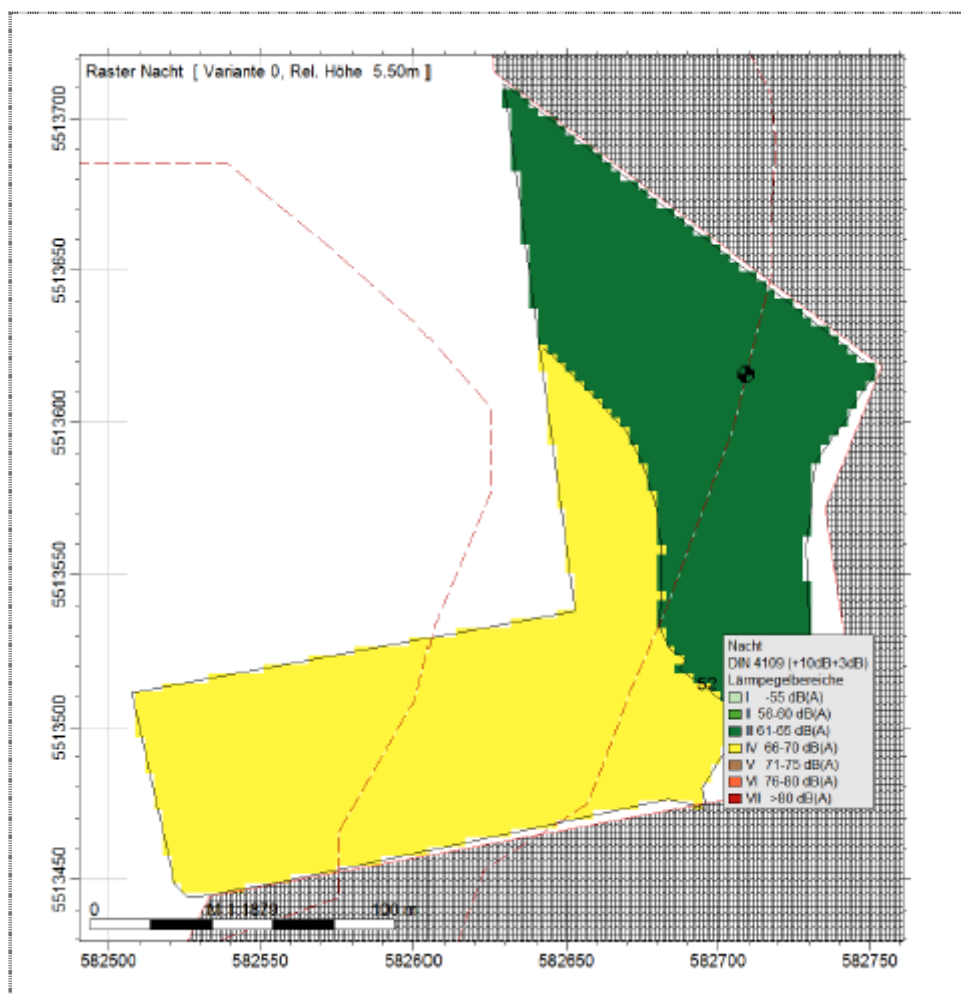 Raster Nacht [ Variante 0, Rel. Höhe 5.50m ]
5513700
5513650
5513600
5513550
5513500
5513450
52
Nacht
DIN 4109 (+10dB+3dB)
Lärmpegelbereiche
I -55 dB(A)
II 56-60 dB(A)
III 61-65 dB(A)
IV 66-70 dB(A)
V 71-75 dB(A)
VI 76-80 dB(A)
VII >80 dB(A)
0 M 1:1879 100 m
582500 582550 582600 582650 582700 582750